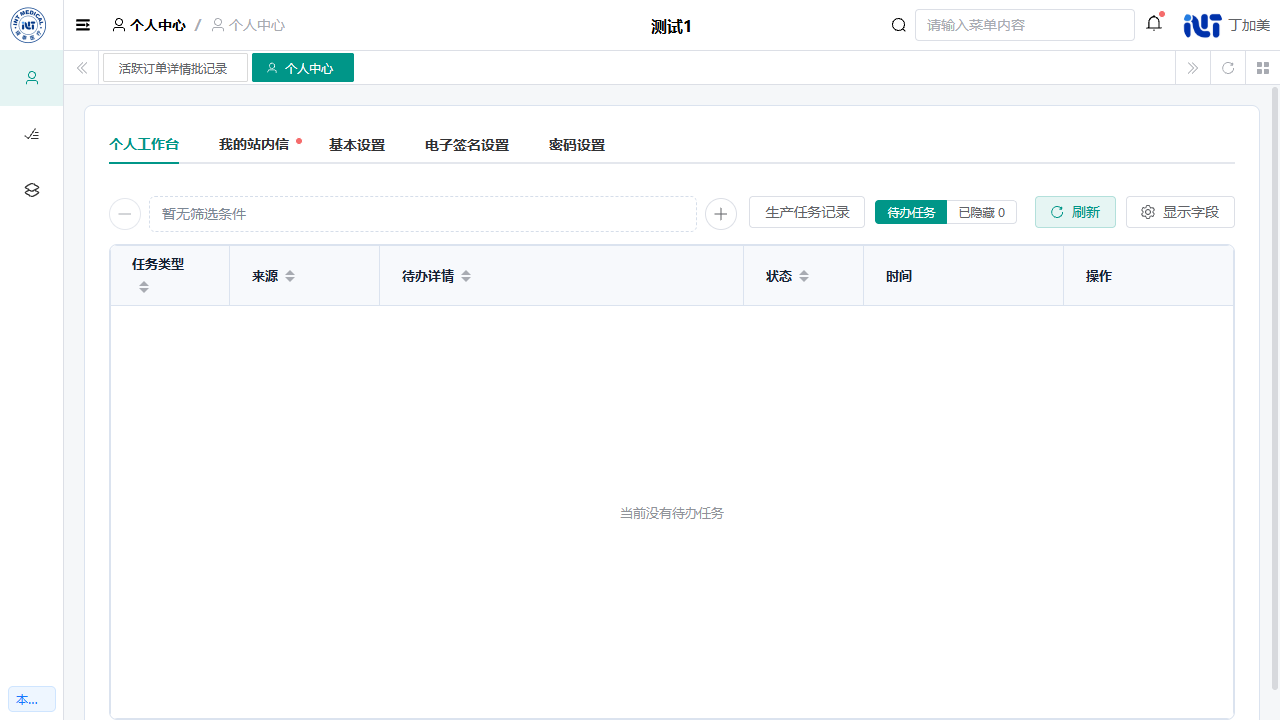 INT MEDICAL
INT
个人中心 / 个人中心
测试1
请输入菜单内容
INT 丁加美
活跃订单详情批记录
个人中心
个人工作台
我的站内信
基本设置
电子签名设置
密码设置
暂无筛选条件
生产任务记录
待办任务
已隐藏 0
刷新
显示字段
任务类型
来源
待办详情
状态
时间
操作
当前没有待办任务
本...